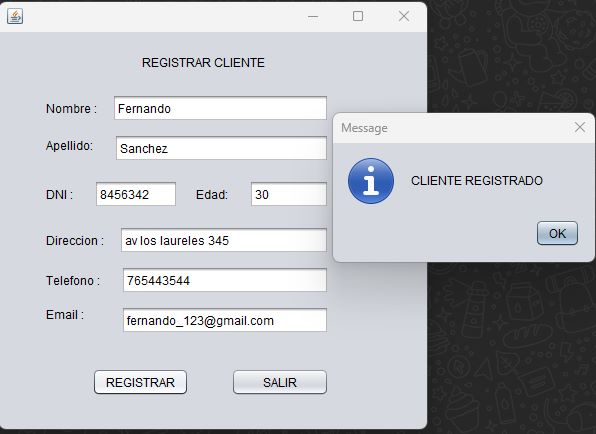 REGISTRAR CLIENTE
Nombre : Fernando
Apellido: Sanchez
DNI : 8456342 Edad: 30
Direccion : av los laureles 345
Telefono : 765443544
Email : fernando_123@gmail.com
REGISTRAR SALIR
Message
CLIENTE REGISTRADO
OK